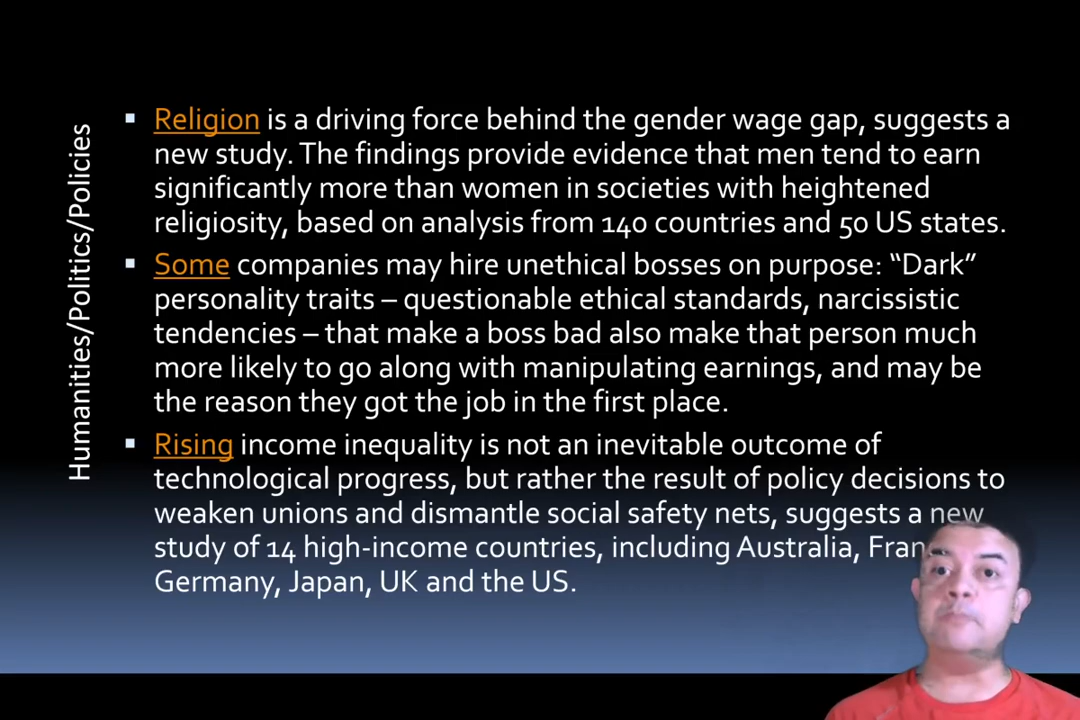 Humanities/Politics/Policies
Religion is a driving force behind the gender wage gap, suggests a
new study. The findings provide evidence that men tend to earn
significantly more than women in societies with heightened
religiosity, based on analysis from 140 countries and 50 US states.
Some companies may hire unethical bosses on purpose: “Dark”
personality traits – questionable ethical standards, narcissistic
tendencies – that make a boss bad also make that person much
more likely to go along with manipulating earnings, and may be
the reason they got the job in the first place.
Rising income inequality is not an inevitable outcome of
technological progress, but rather the result of policy decisions to
weaken unions and dismantle social safety nets, suggests a new
study of 14 high-income countries, including Australia,
Germany, Japan, UK and the US.